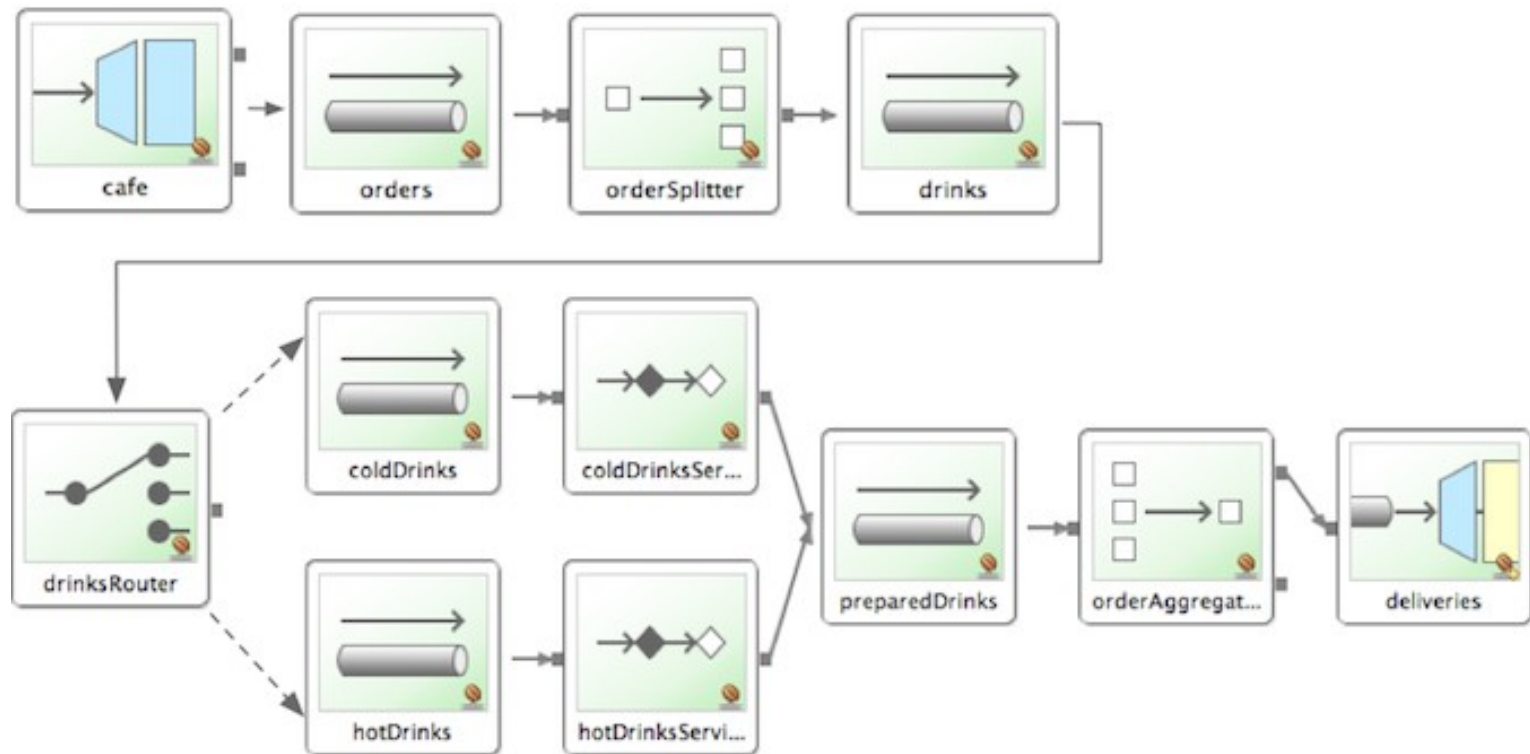 cafe
orders
orderSplitter
drinks
coldDrinks
coldDrinksSer...
drinksRouter
preparedDrinks
orderAggregat...
deliveries
hotDrinks
hotDrinksServi...